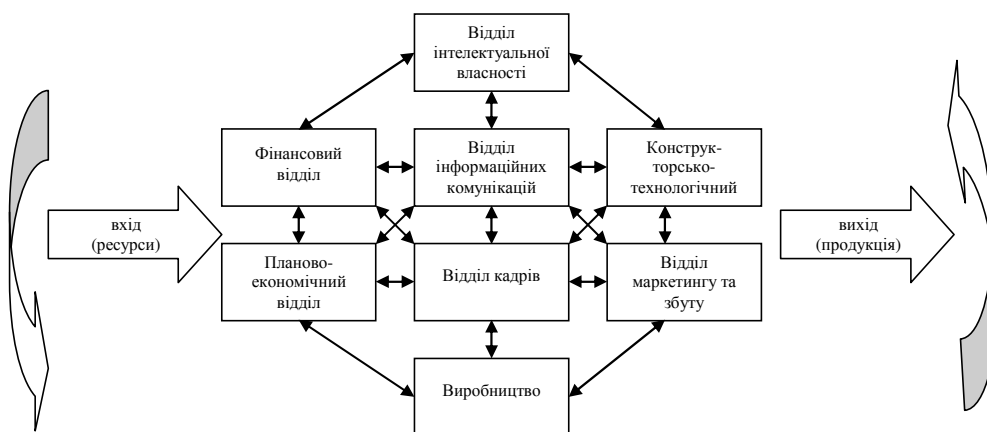 Відділ
інтелектуальної
власності
Фінансовий
відділ
Відділ
інформаційних
комунікацій
Конструк-
торсько-
технологічний
вхід
(ресурси)
вихід
(продукція)
Планово-
економічний
відділ
Відділ кадрів
Відділ
маркетингу та
збуту
Виробництво